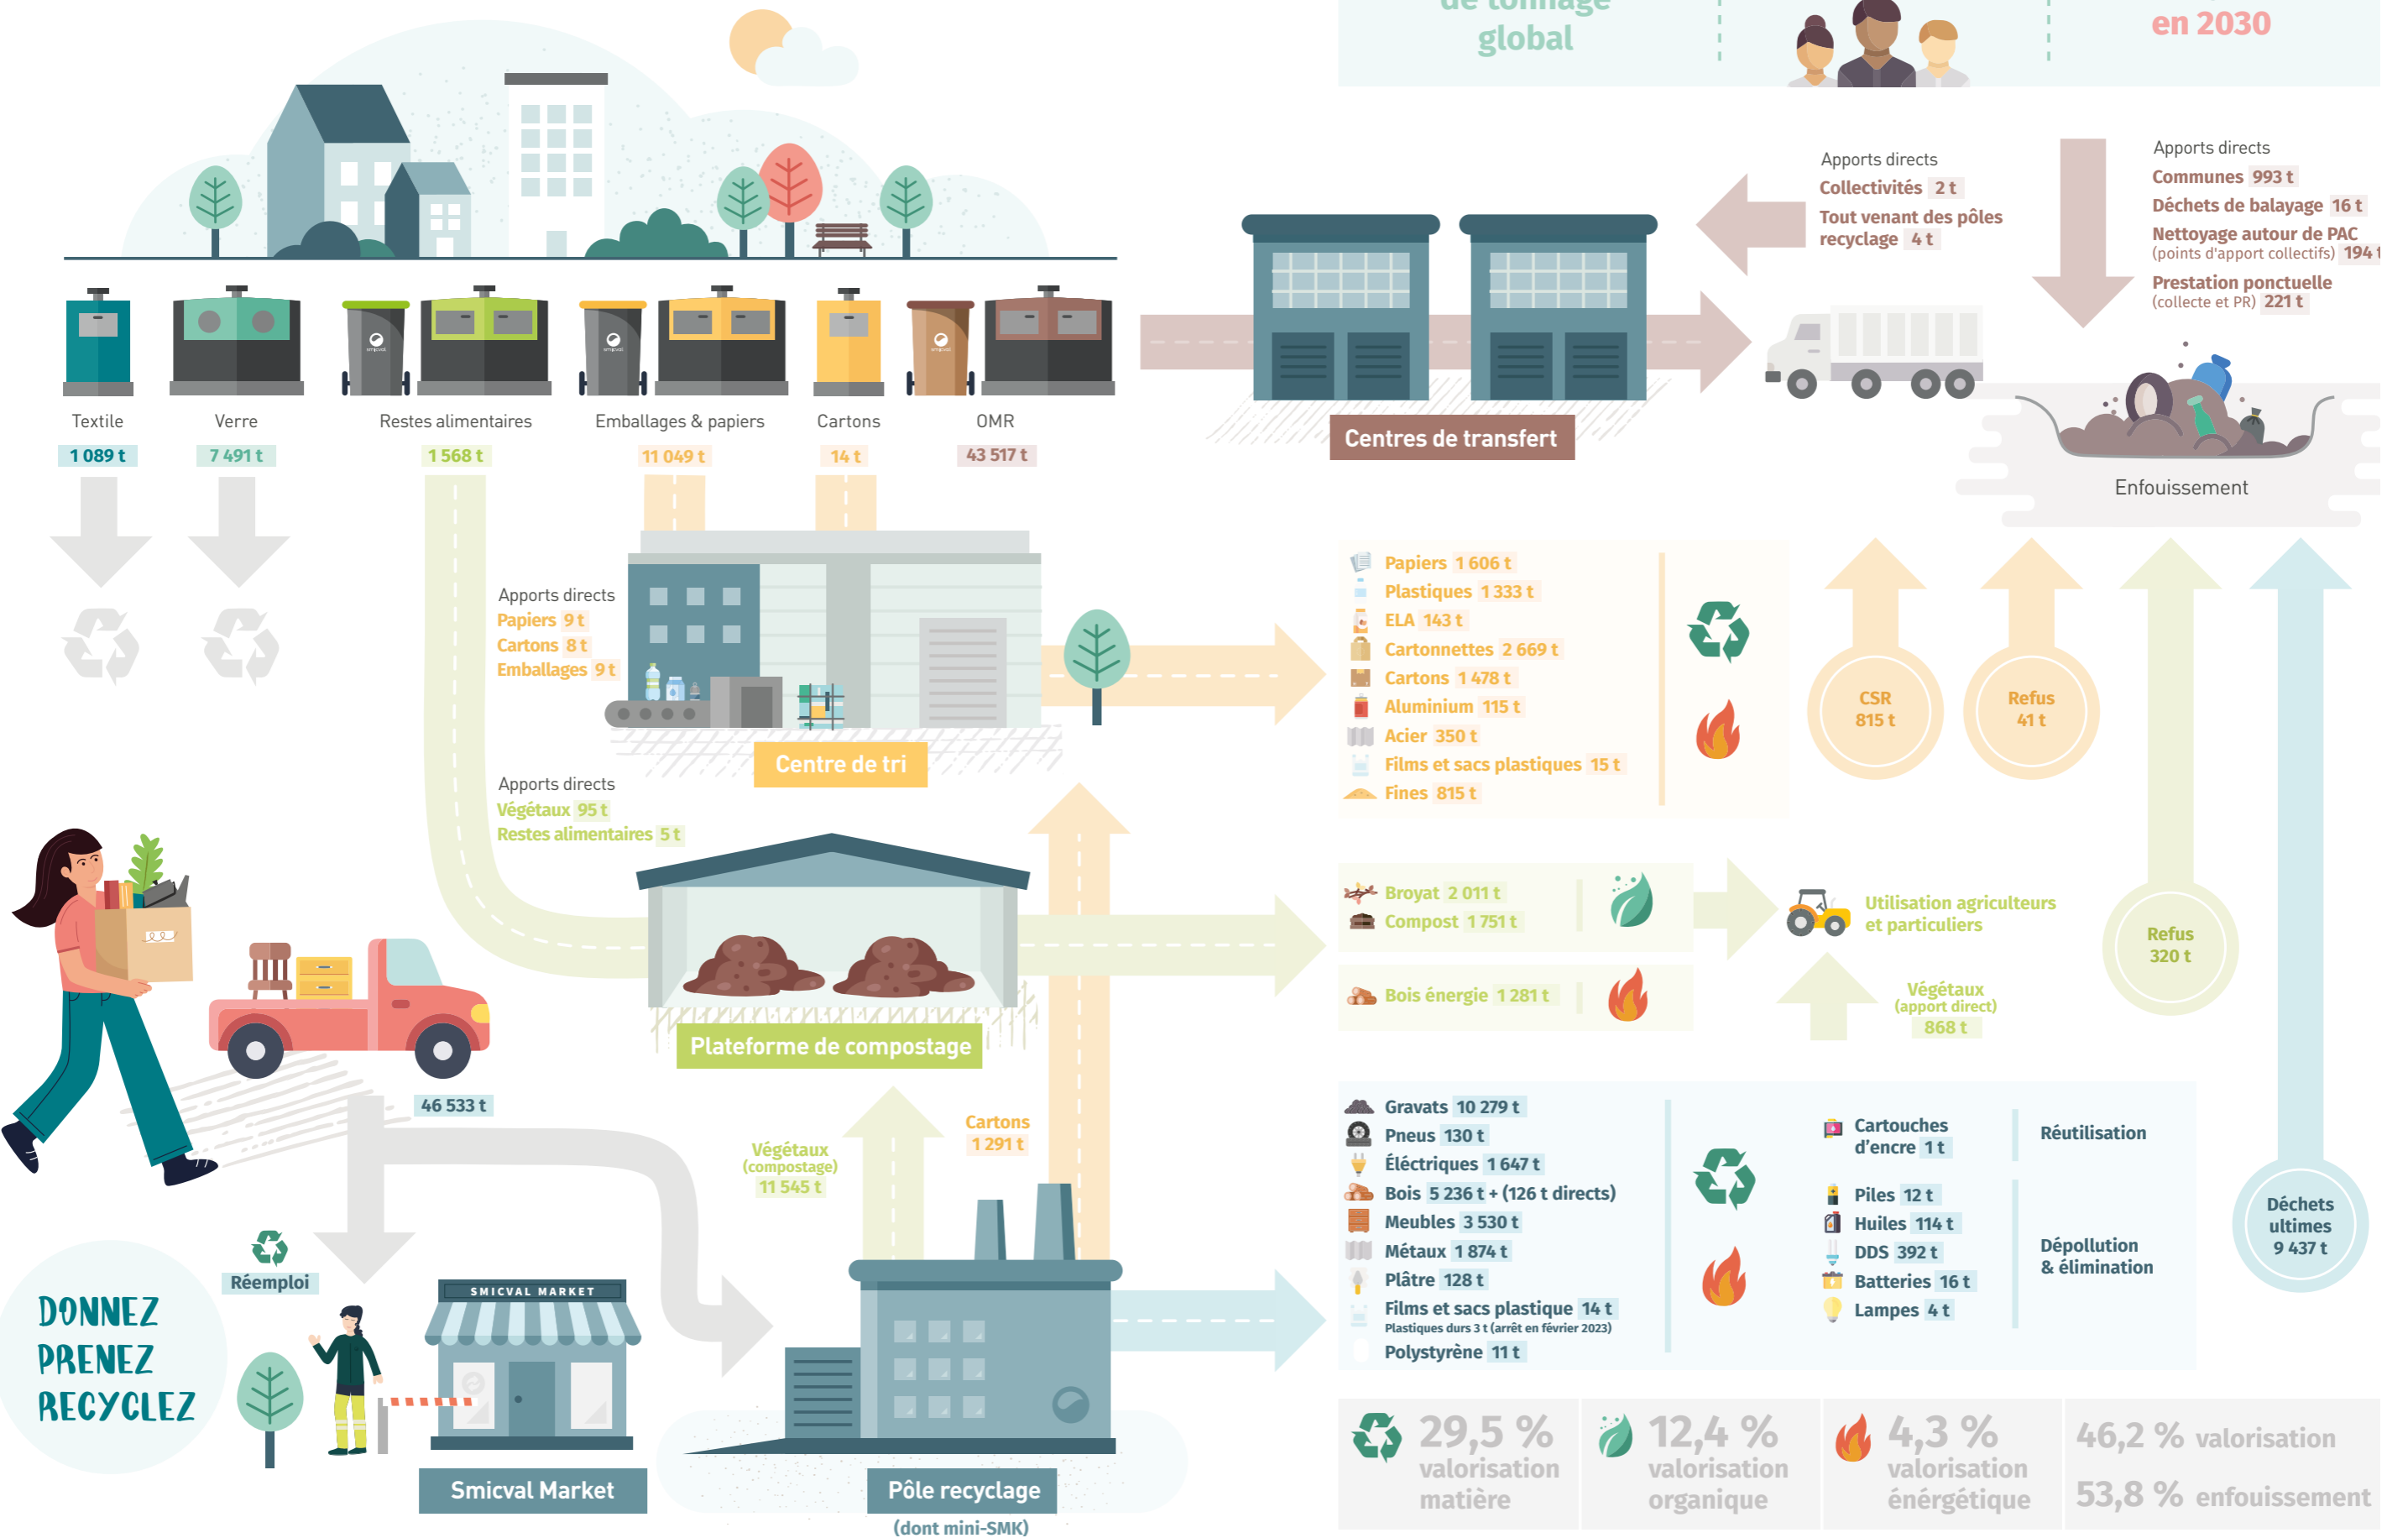 de tonnage
global
en 2030
Apports directs
Collectivités 2 t
Tout venant des pôles
recyclage 4 t
Apports directs
Communes 993 t
Déchets de balayage 16 t
Nettoyage autour de PAC
(points d'apport collectifs) 194 t
Prestation ponctuelle
(collecte et PR) 221 t
Textile
1 089 t
Verre
7 491 t
Restes alimentaires
1 568 t
Emballages & papiers
11 049 t
Cartons
14 t
OMR
43 517 t
Centres de transfert
Enfouissement
Apports directs
Papiers 9 t
Cartons 8 t
Emballages 9 t
Centre de tri
Papiers 1 606 t
Plastiques 1 333 t
ELA 143 t
Cartonnettes 2 669 t
Cartons 1 478 t
Aluminium 115 t
Acier 350 t
Films et sacs plastiques 15 t
Fines 815 t
CSR
815 t
Refus
41 t
Apports directs
Végétaux 95 t
Restes alimentaires 5 t
Plateforme de compostage
Broyat 2 011 t
Compost 1 751 t
Bois énergie 1 281 t
Utilisation agriculteurs
et particuliers
Végétaux
(apport direct)
868 t
Refus
320 t
46 533 t
Végétaux
(compostage)
11 545 t
Cartons
1 291 t
Gravats 10 279 t
Pneus 130 t
Éléctriques 1 647 t
Bois 5 236 t + (126 t directs)
Meubles 3 530 t
Métaux 1 874 t
Plâtre 128 t
Films et sacs plastique 14 t
Plastiques durs 3 t (arrêt en février 2023)
Polystyrène 11 t
Cartouches
d'encre 1 t
Réutilisation
Piles 12 t
Huiles 114 t
DDS 392 t
Batteries 16 t
Lampes 4 t
Dépollution
& élimination
Déchets
ultimes
9 437 t
DONNEZ
PRENEZ
RECYCLEZ
Réemploi
SMICVAL MARKET
Smicval Market
Pôle recyclage
(dont mini-SMK)
29,5 %
valorisation
matière
12,4 %
valorisation
organique
4,3 %
valorisation
énérgétique
46,2 % valorisation
53,8 % enfouissement